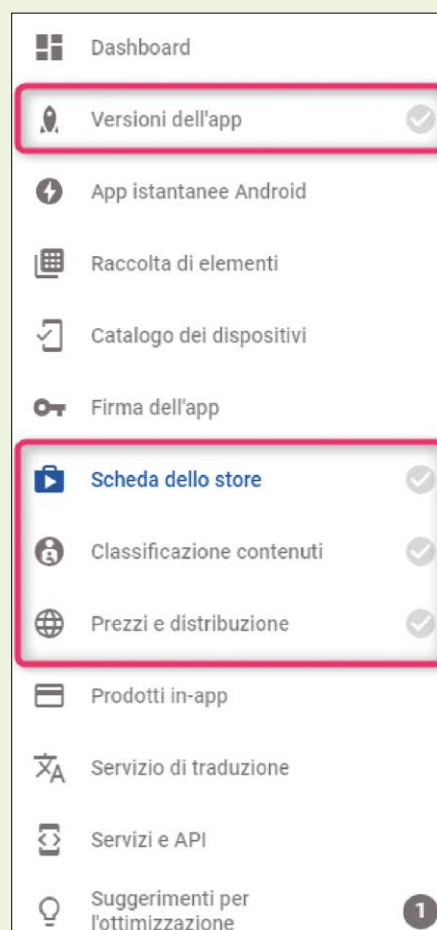 Dashboard
Versioni dell'app
App istantanee Android
Raccolta di elementi
Catalogo dei dispositivi
Firma dell'app
Scheda dello store
Classificazione contenuti
Prezzi e distribuzione
Prodotti in-app
Servizio di traduzione
Servizi e API
Suggerimenti per
l'ottimizzazione
1